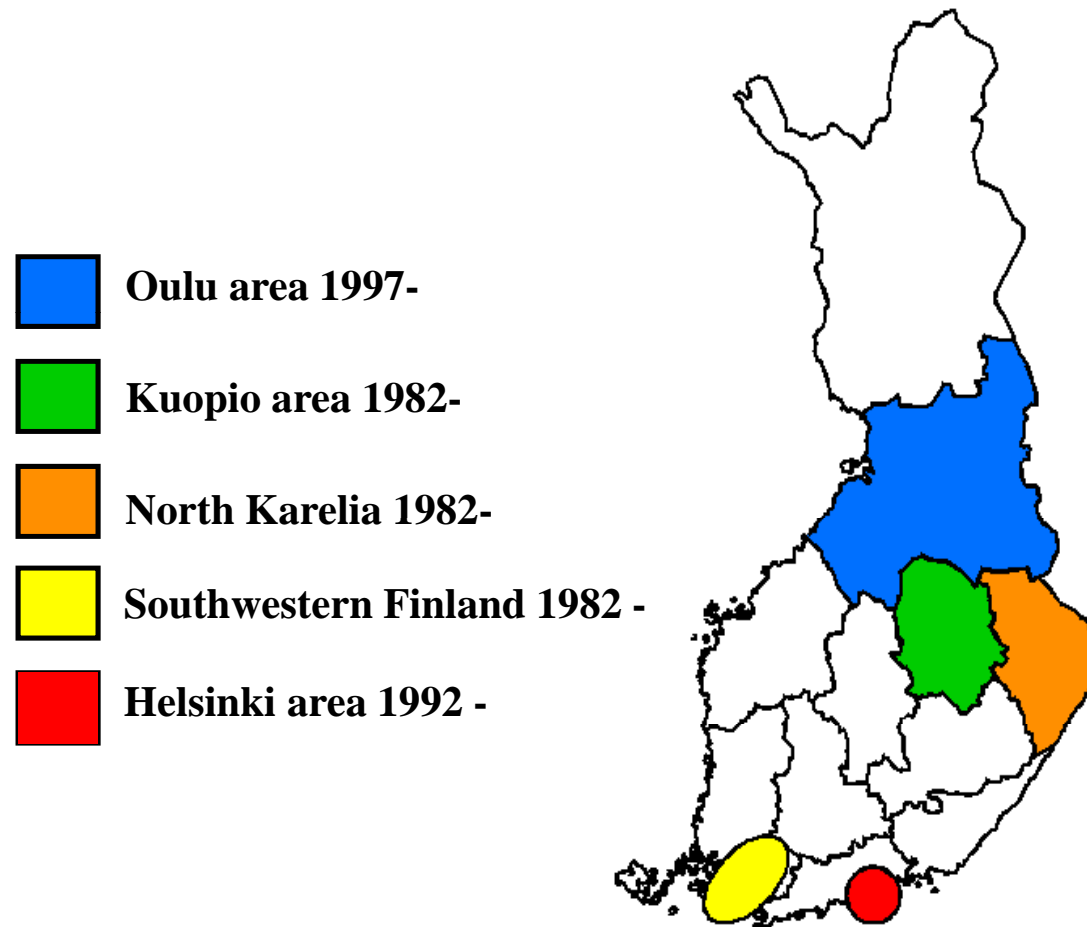 Oulu area 1997-
Kuopio area 1982-
North Karelia 1982-
Southwestern Finland 1982 -
Helsinki area 1992 -